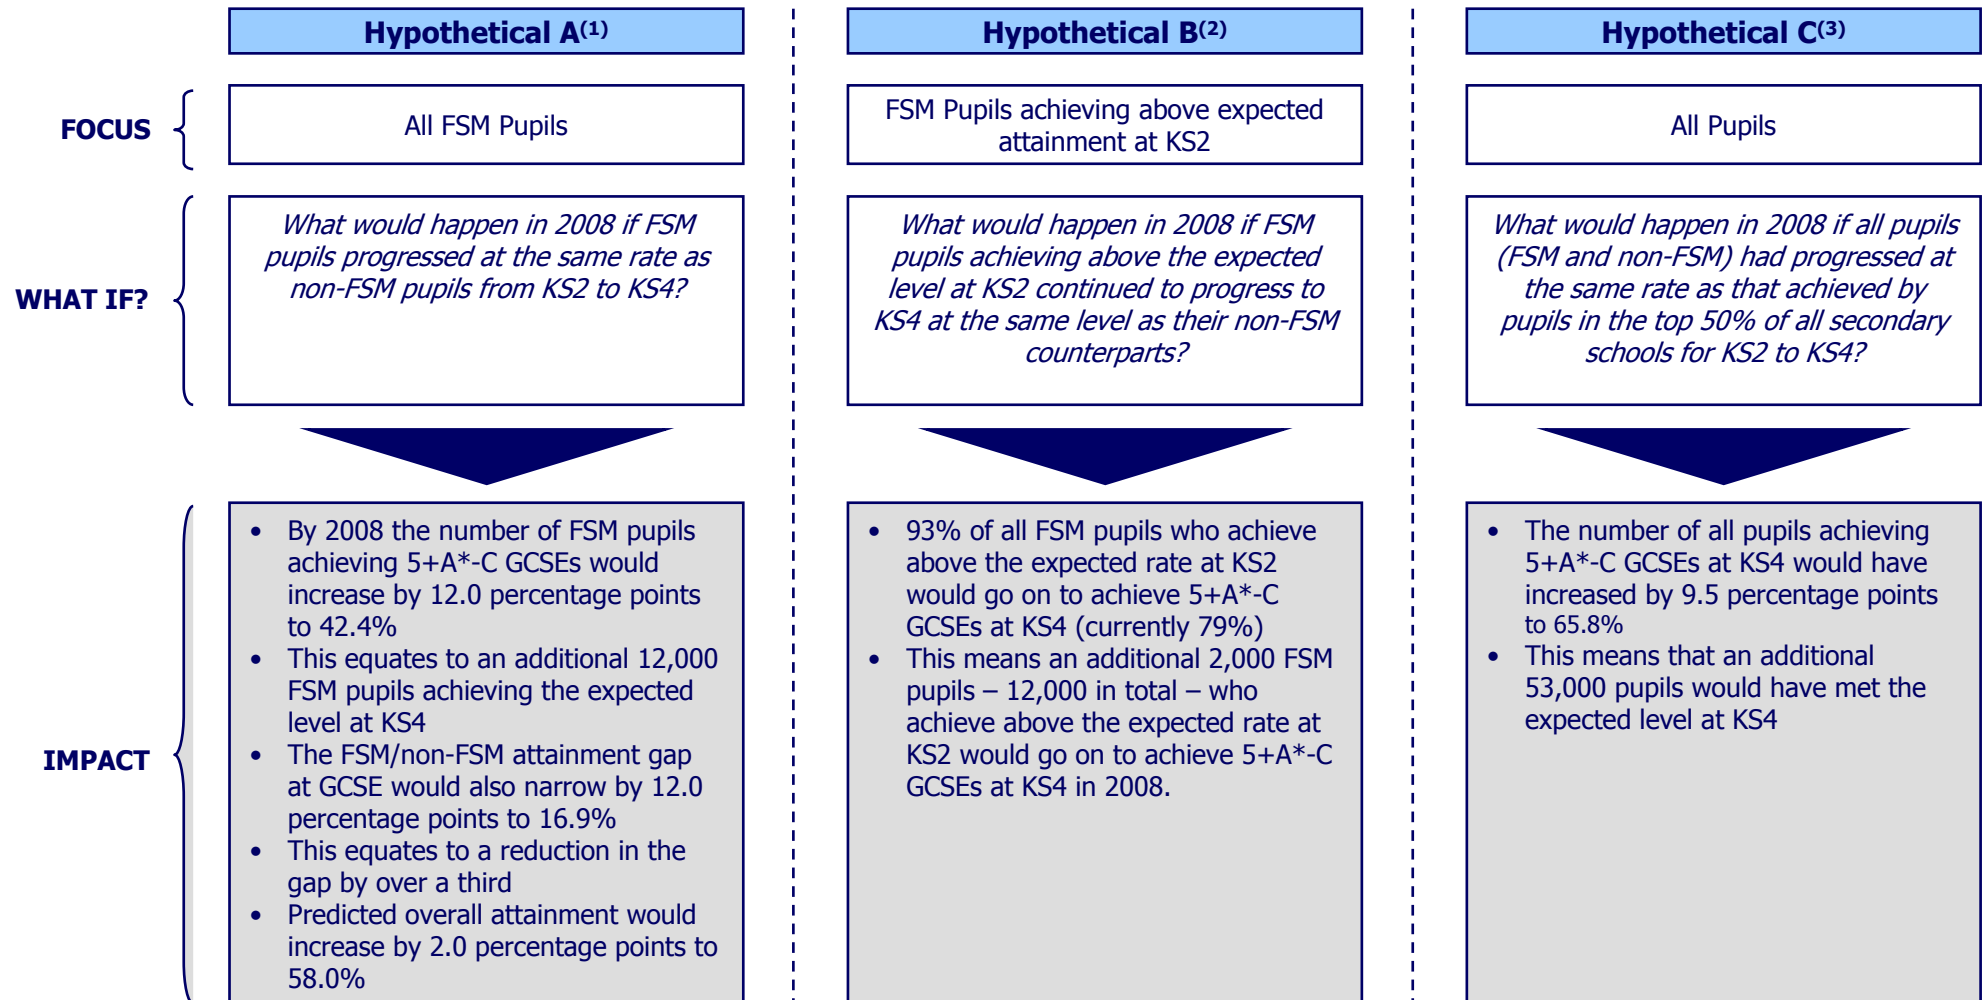 Hypothetical A(1)
Hypothetical B(2)
Hypothetical C(3)
FOCUS
All FSM Pupils
FSM Pupils achieving above expected
attainment at KS2
All Pupils
WHAT IF?
What would happen in 2008 if FSM
pupils progressed at the same rate as
non-FSM pupils from KS2 to KS4?
What would happen in 2008 if FSM
pupils achieving above the expected
level at KS2 continued to progress to
KS4 at the same level as their non-FSM
counterparts?
What would happen in 2008 if all pupils
(FSM and non-FSM) had progressed at
the same rate as that achieved by
pupils in the top 50% of all secondary
schools for KS2 to KS4?
IMPACT
• By 2008 the number of FSM pupils
achieving 5+A*-C GCSEs would
increase by 12.0 percentage points
to 42.4%
• This equates to an additional 12,000
FSM pupils achieving the expected
level at KS4
• The FSM/non-FSM attainment gap
at GCSE would also narrow by 12.0
percentage points to 16.9%
• This equates to a reduction in the
gap by over a third
• Predicted overall attainment would
increase by 2.0 percentage points to
58.0%
• 93% of all FSM pupils who achieve
above the expected rate at KS2
would go on to achieve 5+A*-C
GCSEs at KS4 (currently 79%)
• This means an additional 2,000 FSM
pupils – 12,000 in total – who
achieve above the expected rate at
KS2 would go on to achieve 5+A*-C
GCSEs at KS4 in 2008.
• The number of all pupils achieving
5+A*-C GCSEs at KS4 would have
increased by 9.5 percentage points
to 65.8%
• This means that an additional
53,000 pupils would have met the
expected level at KS4